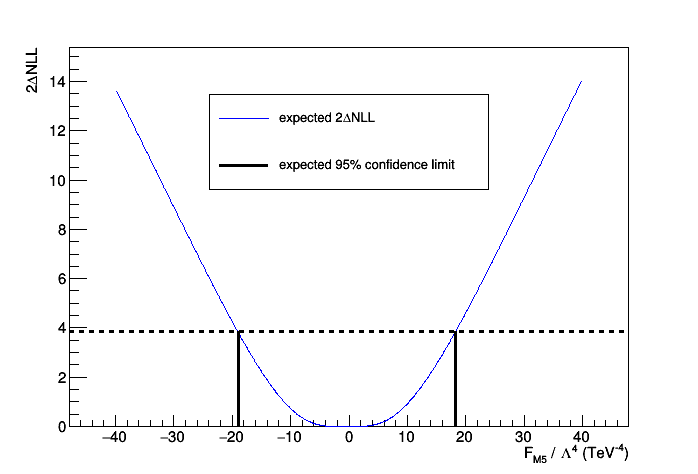 2ΔNLL
14
12
10
8
6
4
2
0
expected 2ΔNLL
expected 95% confidence limit
−40 −30 −20 −10 0 10 20 30 40
F_M5 / Λ^4 (TeV^-4)